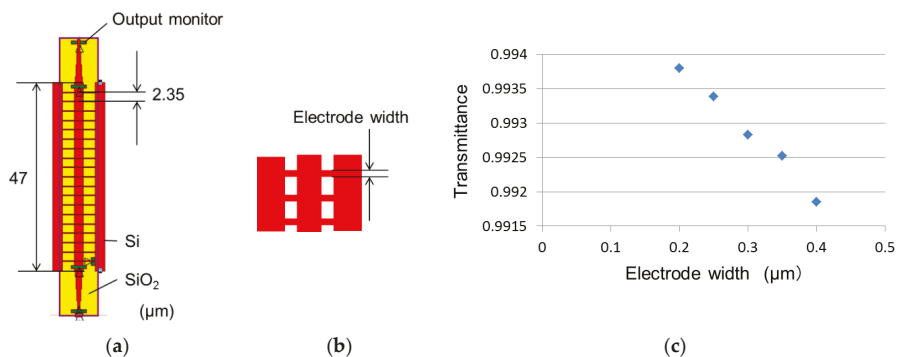 Output monitor
2.35
47
Si
SiO₂
(μm)
(a)
Electrode width
(b)
0.994
0.9935
0.993
0.9925
0.992
0.9915
Transmittance
0 0.1 0.2 0.3 0.4 0.5
Electrode width (μm)
(c)